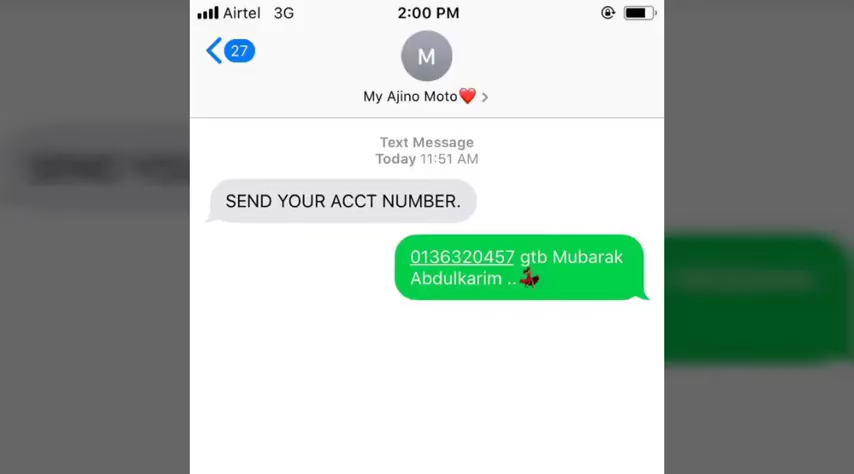 Airtel 3G 2:00 PM
27
M
My Ajino Moto❤️ >
Text Message
Today 11:51 AM
SEND YOUR ACCT NUMBER.
0136320457 gtb Mubarak
Abdulkarim ..💃